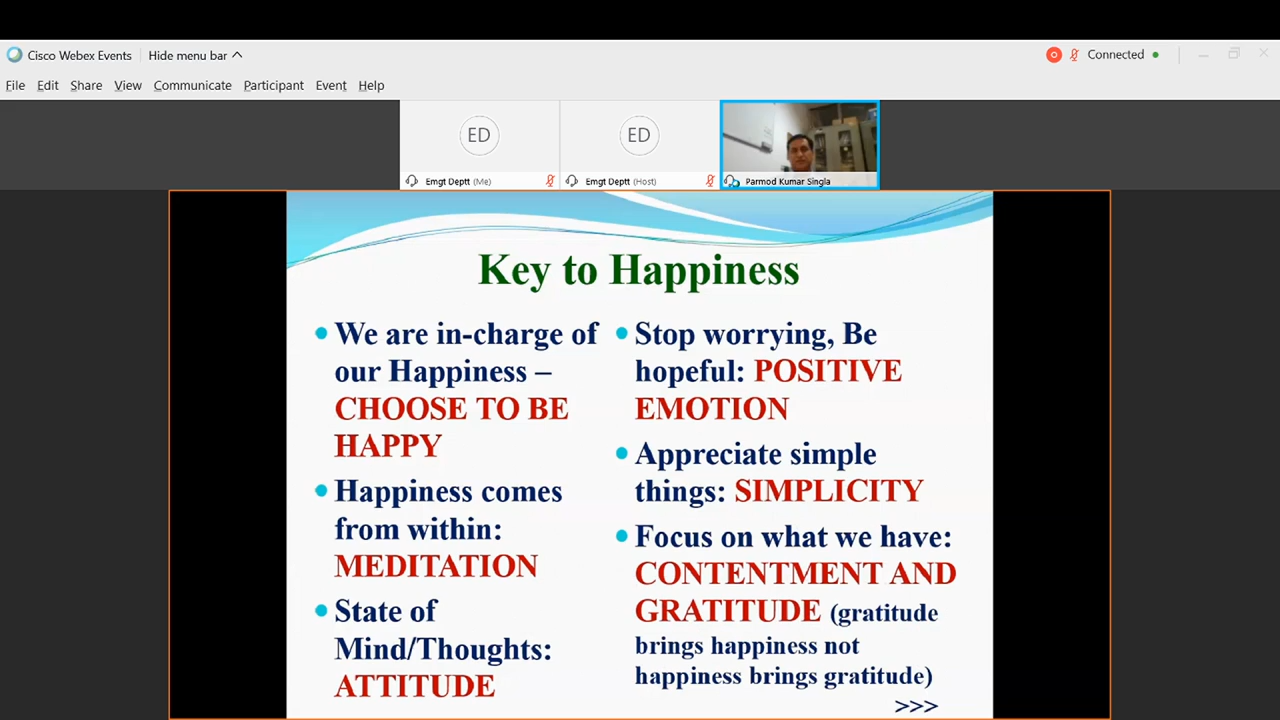 Cisco Webex Events
Hide menu bar
Connected
File Edit Share View Communicate Participant Event Help
ED
ED
Emgt Deptt (Me)
Emgt Deptt (Host)
Parmod Kumar Singla
Key to Happiness
We are in-charge of
our Happiness –
CHOOSE TO BE
HAPPY
Happiness comes
from within:
MEDITATION
State of
Mind/Thoughts:
ATTITUDE
Stop worrying, Be
hopeful: POSITIVE
EMOTION
Appreciate simple
things: SIMPLICITY
Focus on what we have:
CONTENTMENT AND
GRATITUDE (gratitude
brings happiness not
happiness brings gratitude)
>>>